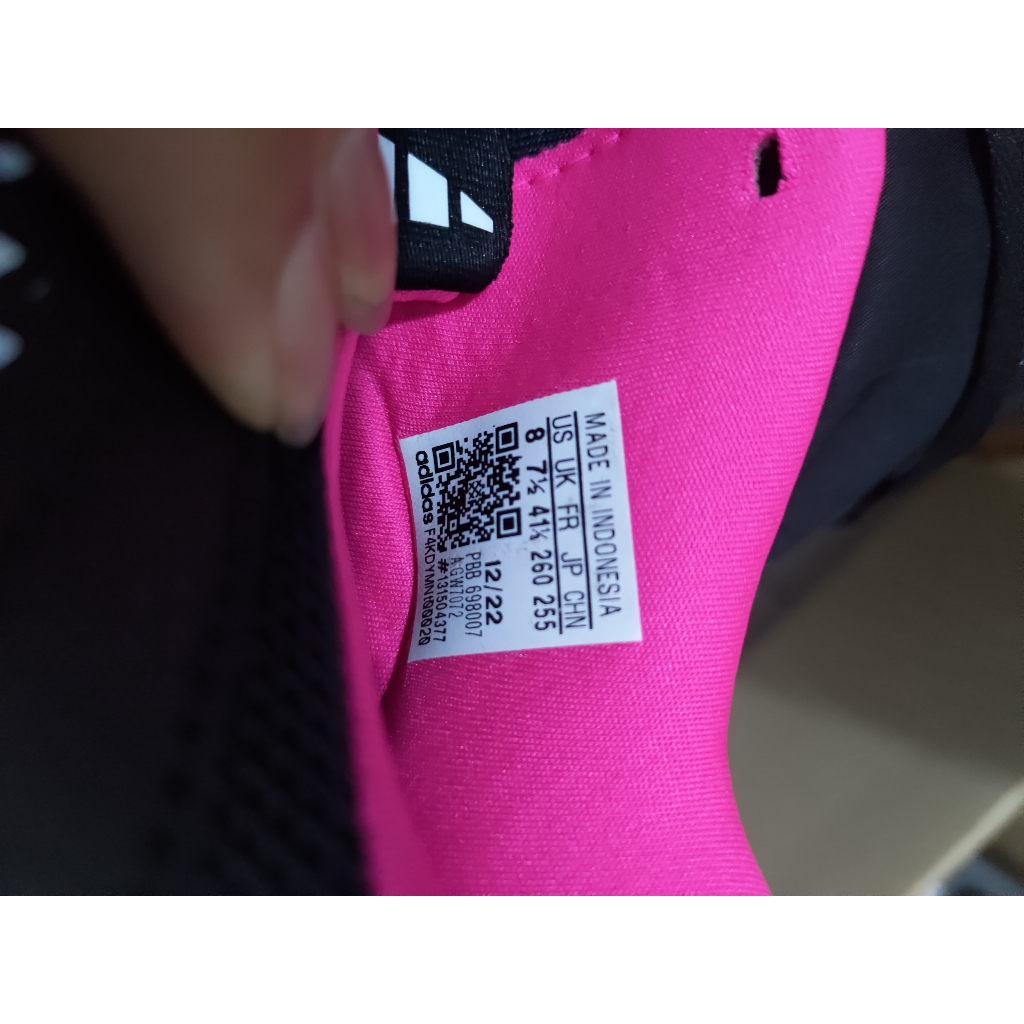 MADE IN INDONESIA
US UK FR JP CHN
8 7½ 41⅓ 260 255
12/22
PBB 698007
A.GW7072
#131504377
adidas F4KDYMNt00020